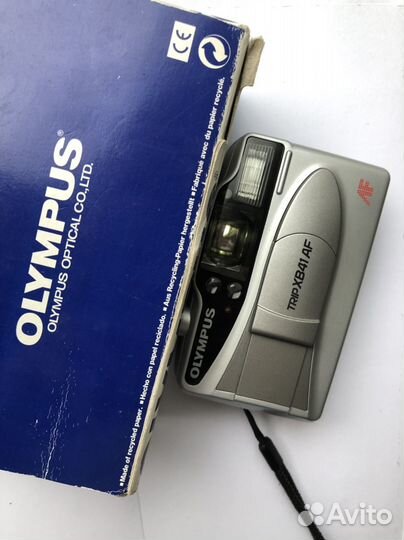 OLYMPUS®
OLYMPUS OPTICAL CO.,LTD.
CE
•Made of recycled paper. •Hecho con papel reciclado. •Aus Recycling-Papier hergestellt •Fabriqué avec du papier recyclé.
OLYMPUS
TRIP XB41 AF
AF
Avito